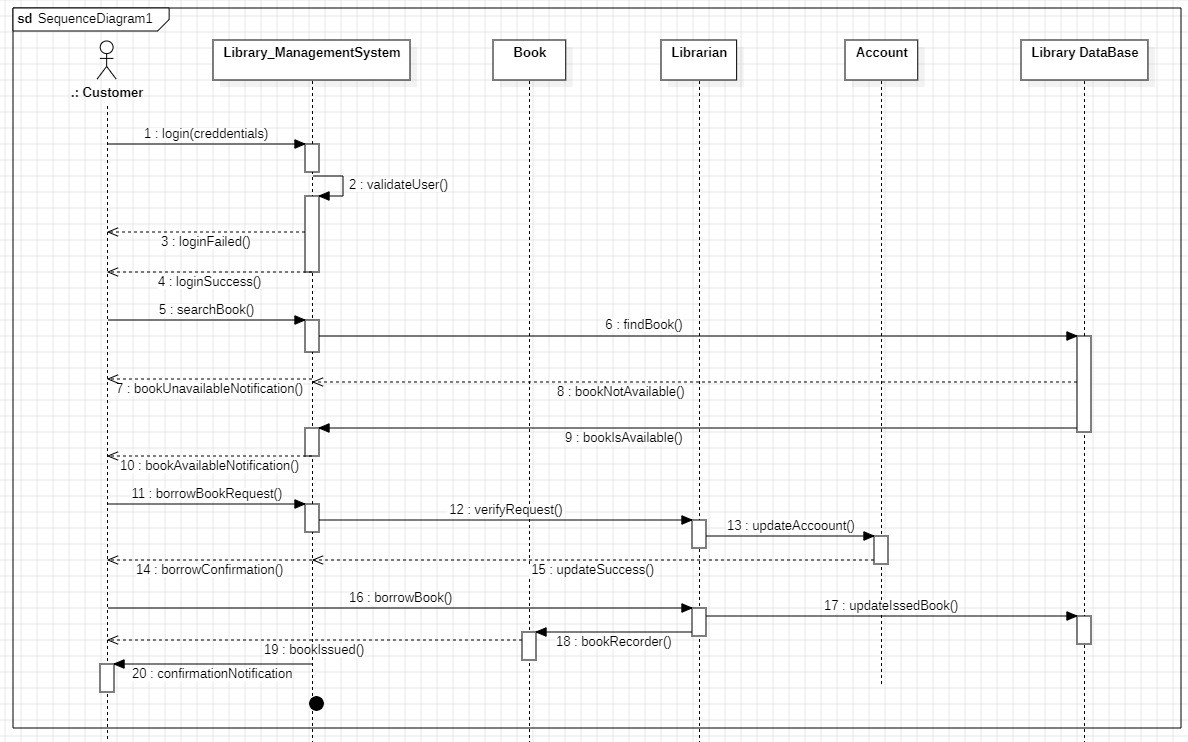 sd SequenceDiagram1
.: Customer
Library_ManagementSystem
Book
Librarian
Account
Library DataBase
1 : login(creddentials)
2 : validateUser()
3 : loginFailed()
4 : loginSuccess()
5 : searchBook()
6 : findBook()
7 : bookUnavailableNotification()
8 : bookNotAvailable()
9 : bookIsAvailable()
10 : bookAvailableNotification()
11 : borrowBookRequest()
12 : verifyRequest()
13 : updateAccoount()
14 : borrowConfirmation()
15 : updateSuccess()
16 : borrowBook()
17 : updateIssedBook()
18 : bookRecorder()
19 : bookIssued()
20 : confirmationNotification